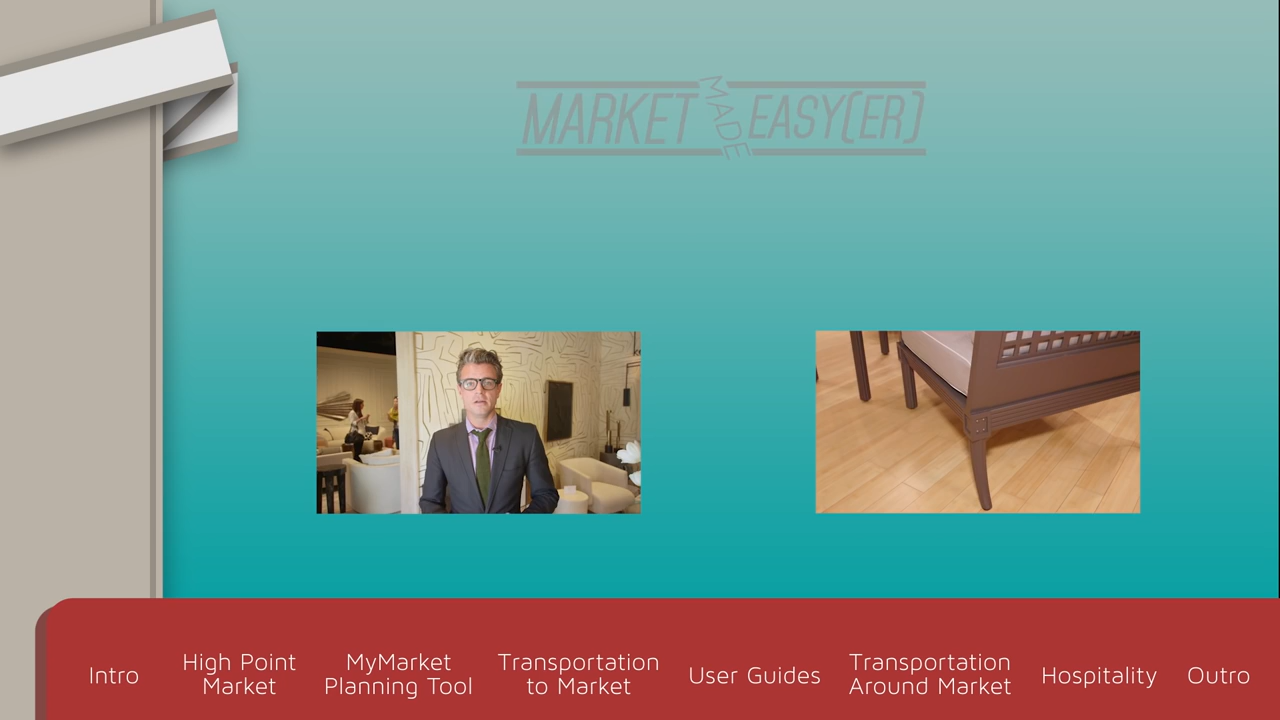 MARKET MADE EASY(ER)
Intro
High Point
Market
MyMarket
Planning Tool
Transportation
to Market
User Guides
Transportation
Around Market
Hospitality
Outro